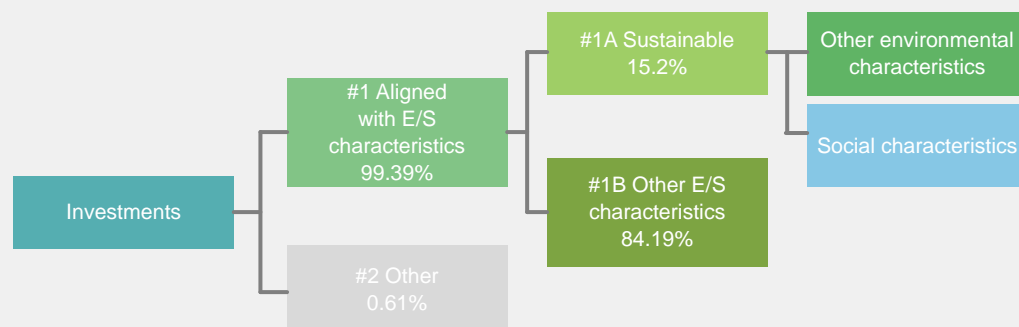 Investments
#1 Aligned
with E/S
characteristics
99.39%
#2 Other
0.61%
#1A Sustainable
15.2%
#1B Other E/S
characteristics
84.19%
Other environmental
characteristics
Social characteristics